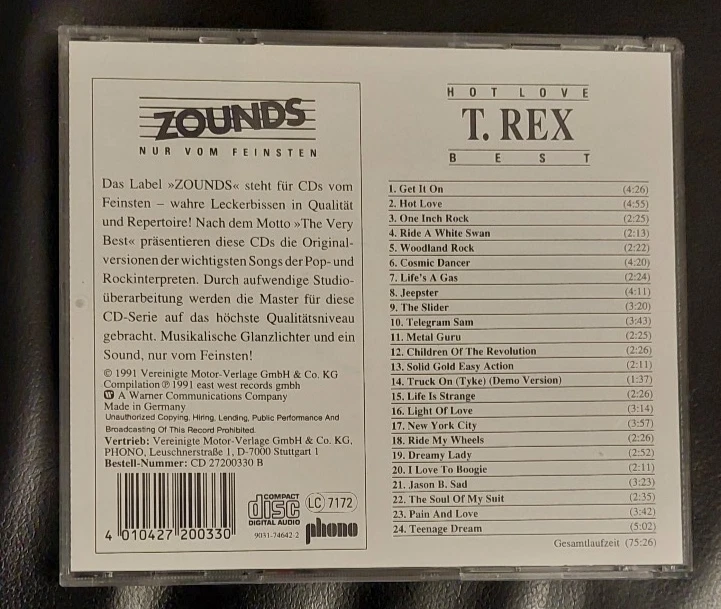 ZOUNDS
NUR VOM FEINSTEN
Das Label »ZOUNDS« steht für CDs vom
Feinsten – wahre Leckerbissen in Qualität
und Repertoire! Nach dem Motto »The Very
Best« präsentieren diese CDs die Original-
versionen der wichtigsten Songs der Pop- und
Rockinterpreten. Durch aufwendige Studio-
überarbeitung werden die Master für diese
CD-Serie auf das höchste Qualitätsniveau
gebracht. Musikalische Glanzlichter und ein
Sound, nur vom Feinsten!
© 1991 Vereinigte Motor-Verlage GmbH & Co. KG
Compilation ℗ 1991 east west records gmbh
A Warner Communications Company
Made in Germany
Unauthorized Copying, Hiring, Lending, Public Performance And
Broadcasting Of This Record Prohibited.
Vertrieb: Vereinigte Motor-Verlage GmbH & Co. KG,
PHONO, Leuschnerstraße 1, D-7000 Stuttgart 1
Bestell-Nummer: CD 27200330 B
4 010427 200330
COMPACT
disc
DIGITAL AUDIO
9031-74642-2
LC 7172
phono
HOT LOVE
T. REX
BEST
1. Get It On (4:26)
2. Hot Love (4:55)
3. One Inch Rock (2:25)
4. Ride A White Swan (2:13)
5. Woodland Rock (2:22)
6. Cosmic Dancer (4:20)
7. Life's A Gas (2:24)
8. Jeepster (4:11)
9. The Slider (3:20)
10. Telegram Sam (3:43)
11. Metal Guru (2:25)
12. Children Of The Revolution (2:26)
13. Solid Gold Easy Action (2:11)
14. Truck On (Tyke) (Demo Version) (1:37)
15. Life Is Strange (2:26)
16. Light Of Love (3:14)
17. New York City (3:57)
18. Ride My Wheels (2:26)
19. Dreamy Lady (2:52)
20. I Love To Boogie (2:11)
21. Jason B. Sad (3:23)
22. The Soul Of My Suit (2:35)
23. Pain And Love (3:42)
24. Teenage Dream (5:02)
Gesamtlaufzeit (75:26)